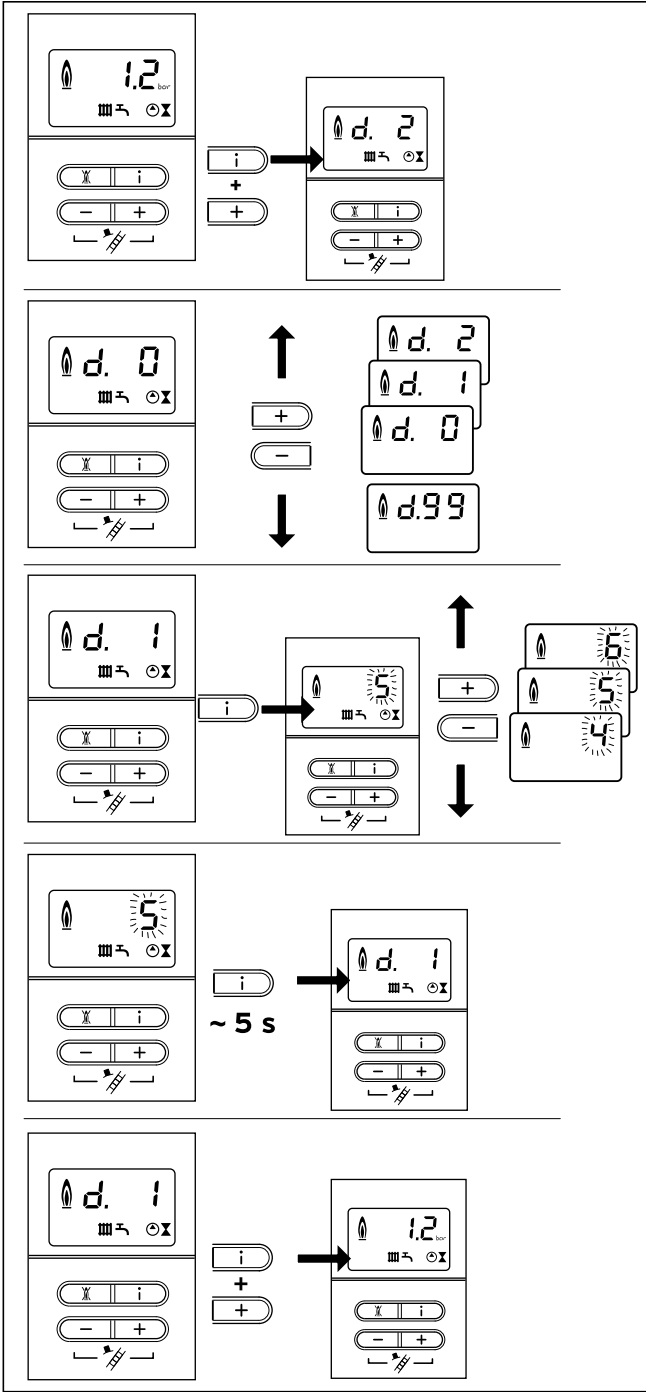 1.2 bar
i
- +
i
+
+
d. 2
i
- +
d. 0
i
- +
+
-
d. 2
d. 1
d. 0
d.99
d. 1
i
- +
i
5
i
- +
+
-
6
5
4
5
i
- +
i
~ 5 s
d. 1
i
- +
d. 1
i
- +
i
+
+
1.2 bar
i
- +